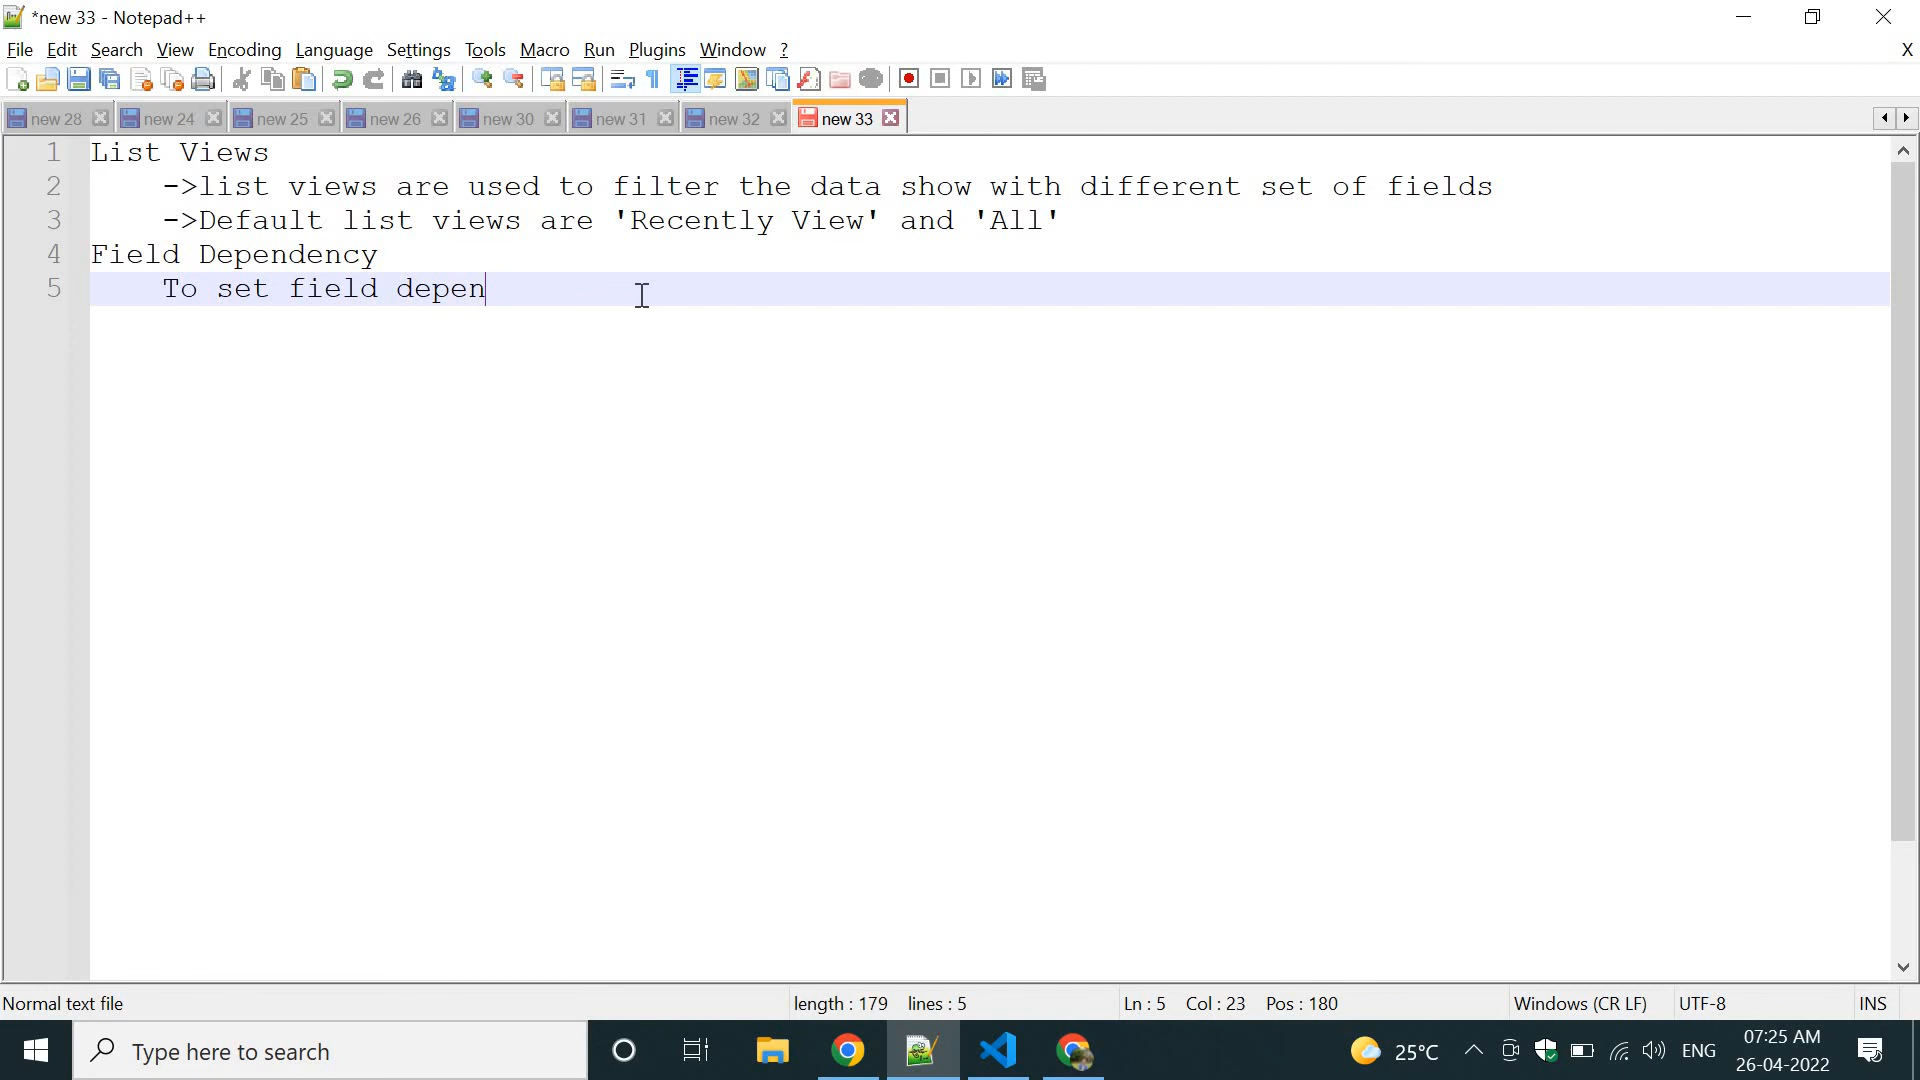 *new 33 - Notepad++
File Edit Search View Encoding Language Settings Tools Macro Run Plugins Window ? X
new 28 new 24 new 25 new 26 new 30 new 31 new 32 new 33
1 List Views
2 ->list views are used to filter the data show with different set of fields
3 ->Default list views are 'Recently View' and 'All'
4 Field Dependency
5 To set field depen
Normal text file length : 179 lines : 5 Ln : 5 Col : 23 Pos : 180 Windows (CR LF) UTF-8 INS
Type here to search 25°C ENG 07:25 AM
26-04-2022